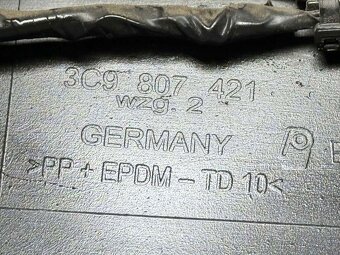 3C9 807 421
wzg. 2
GERMANY
>PP + EPDM - TD 10<